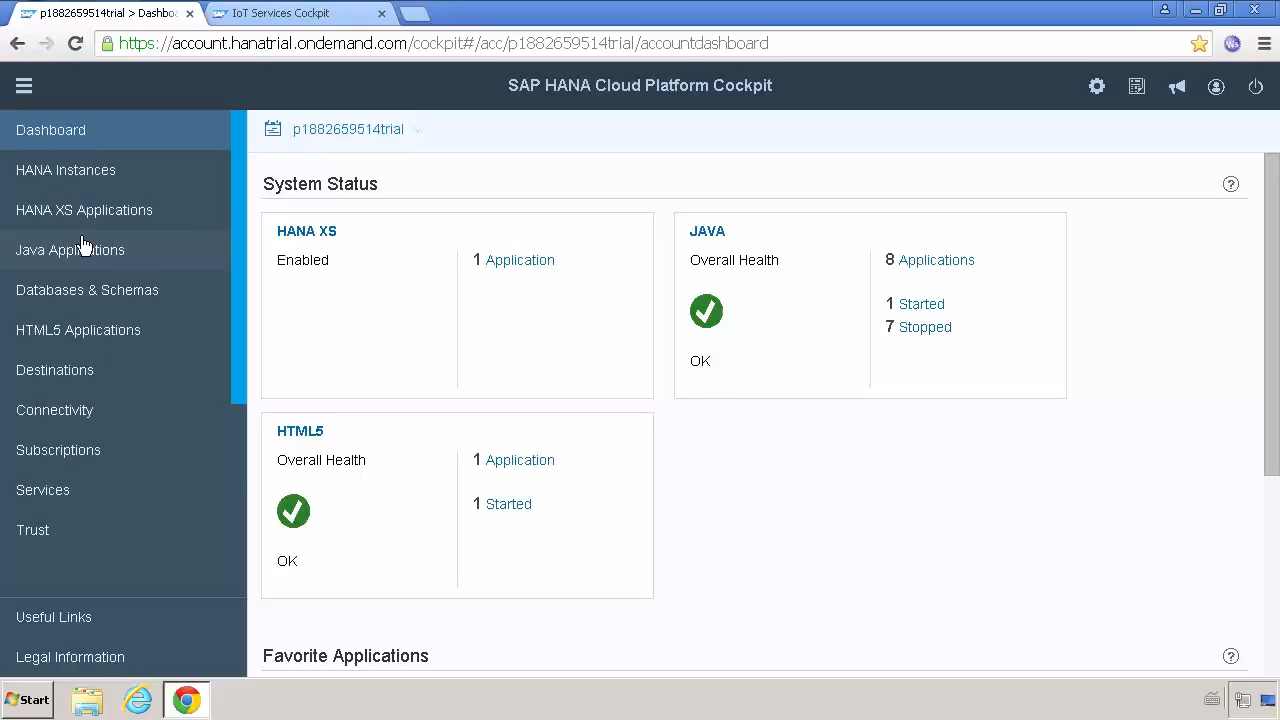 p1882659514trial > Dashbo
IoT Services Cockpit
https://account.hanatrial.ondemand.com/cockpit#/acc/p1882659514trial/accountdashboard
SAP HANA Cloud Platform Cockpit
Dashboard
HANA Instances
HANA XS Applications
Java Applications
Databases & Schemas
HTML5 Applications
Destinations
Connectivity
Subscriptions
Services
Trust
Useful Links
Legal Information
p1882659514trial
System Status
HANA XS
Enabled
1 Application
JAVA
Overall Health
OK
8 Applications
1 Started
7 Stopped
HTML5
Overall Health
OK
1 Application
1 Started
Favorite Applications
Start